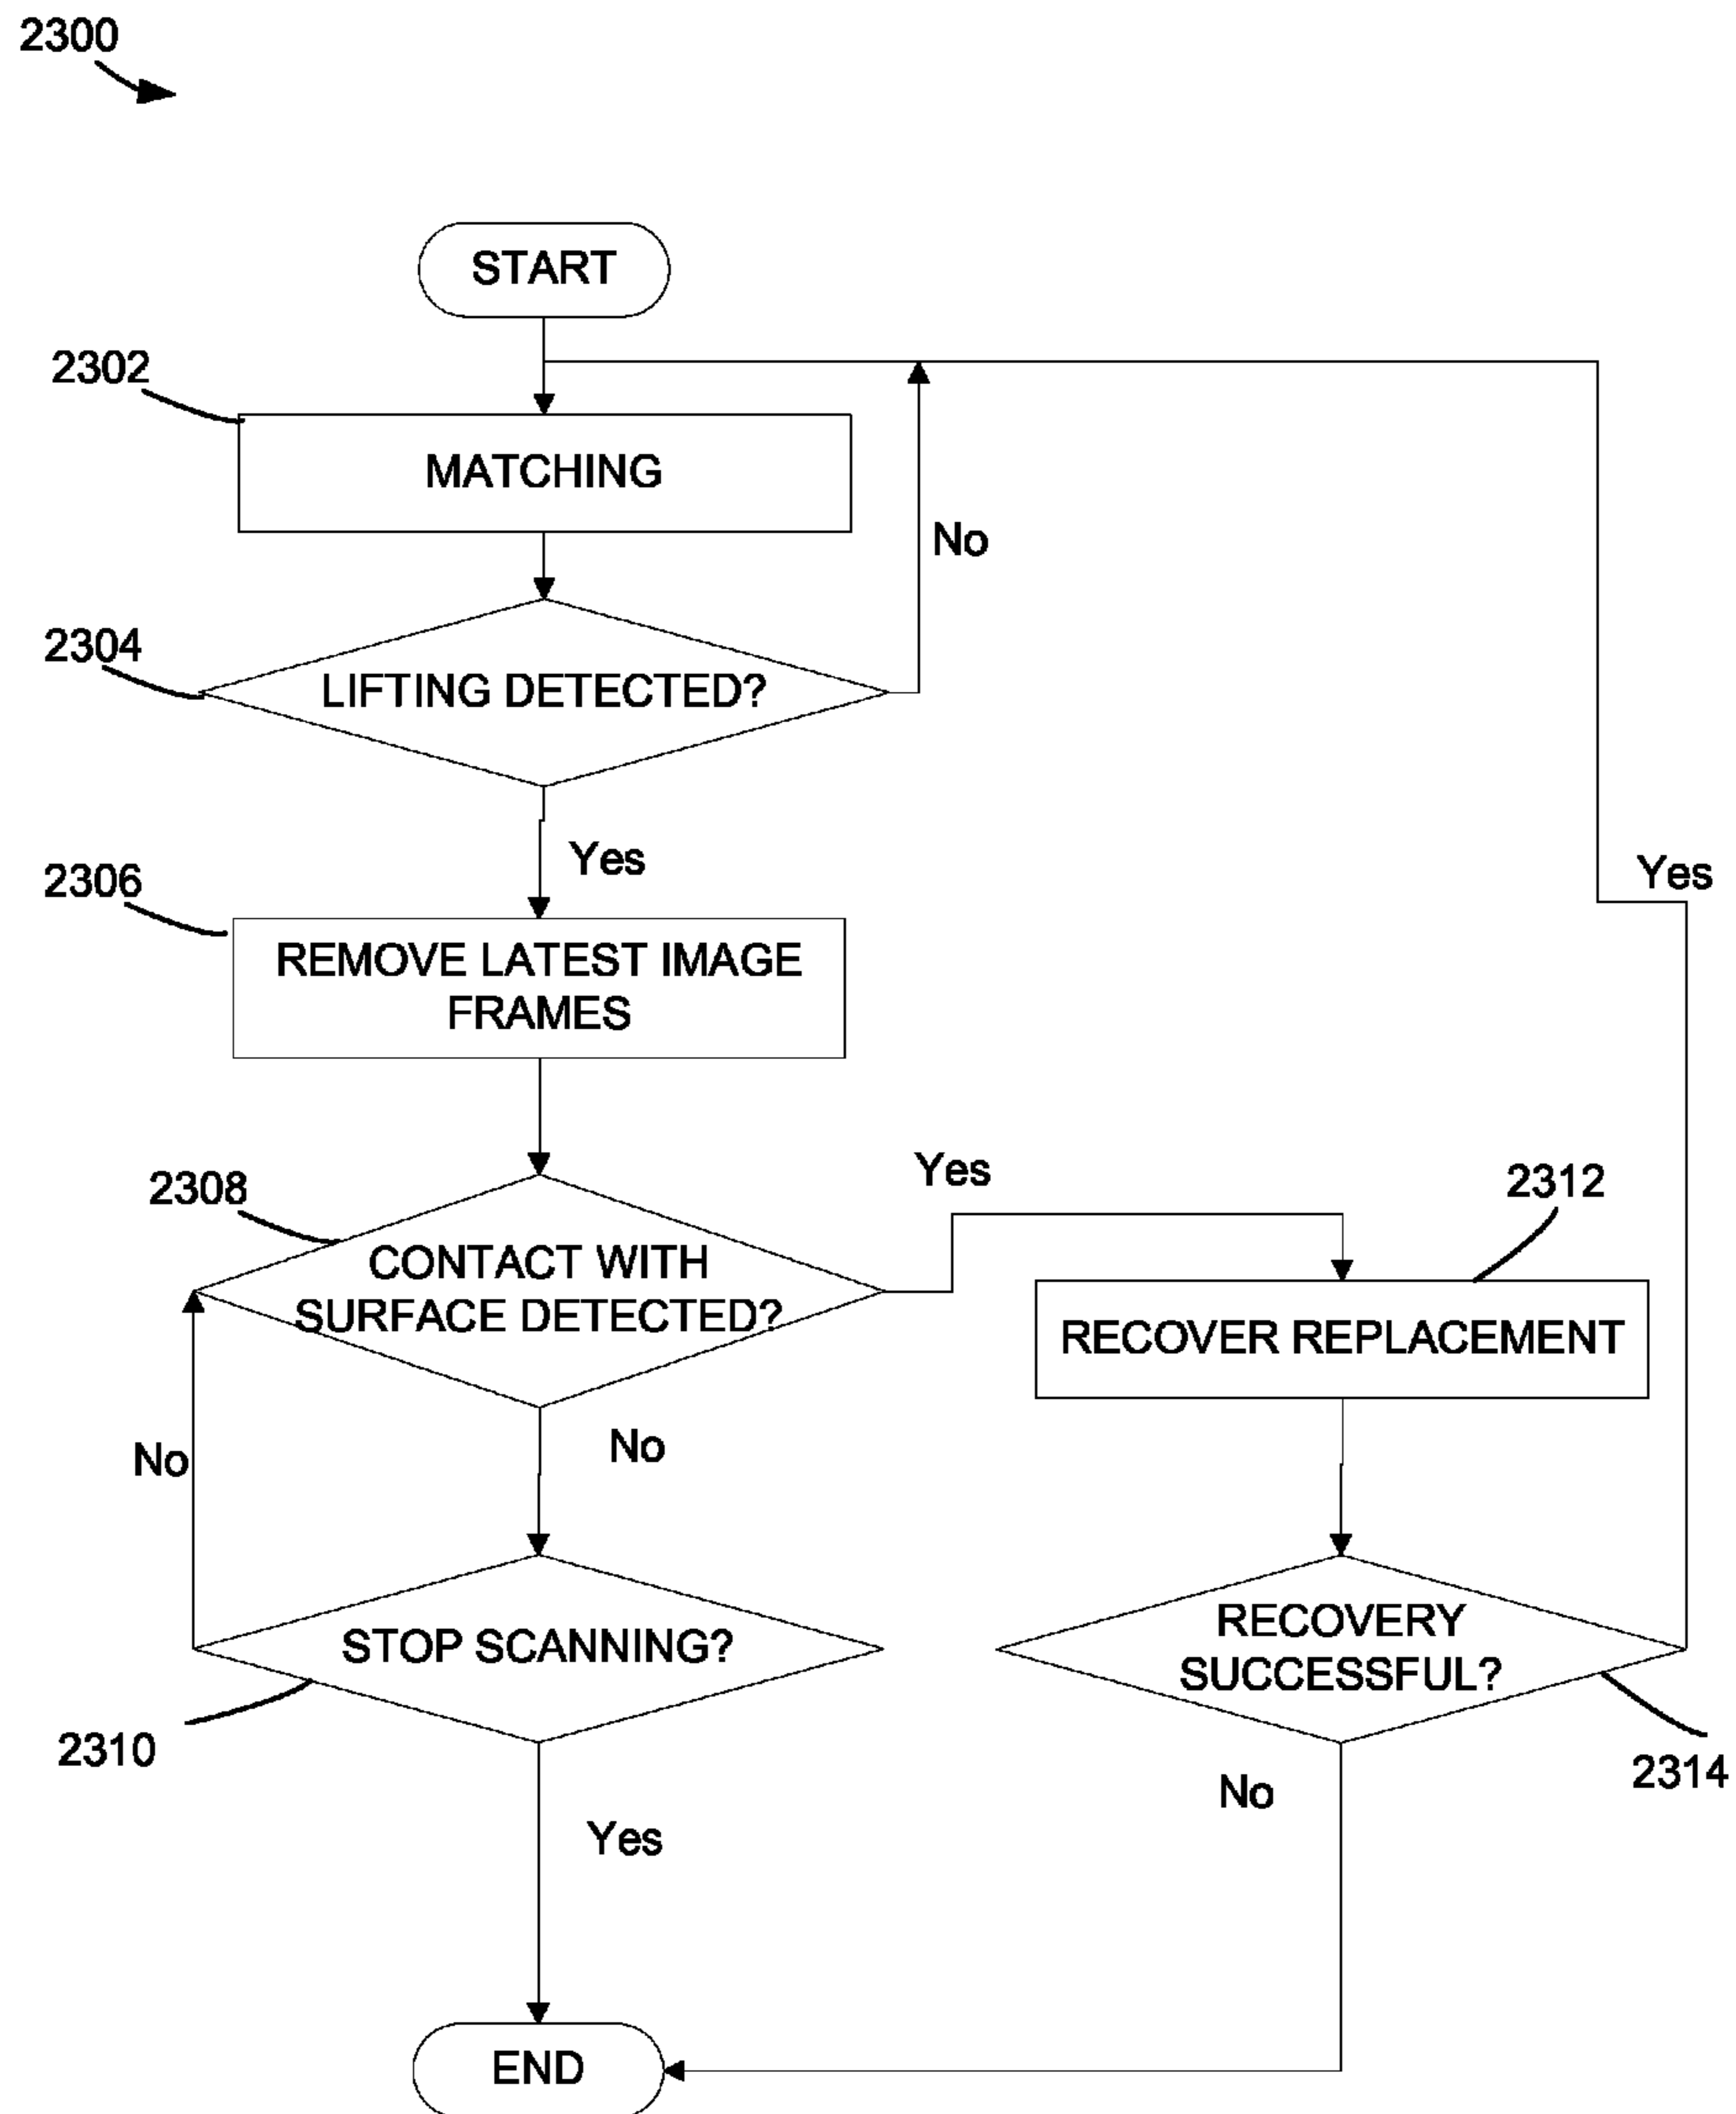 2300
START
2302
MATCHING
No
2304
LIFTING DETECTED?
Yes
2306
REMOVE LATEST IMAGE
FRAMES
Yes
2308
CONTACT WITH
SURFACE DETECTED?
Yes
2312
RECOVER REPLACEMENT
No
No
STOP SCANNING?
2310
RECOVERY
SUCCESSFUL?
2314
Yes
No
END